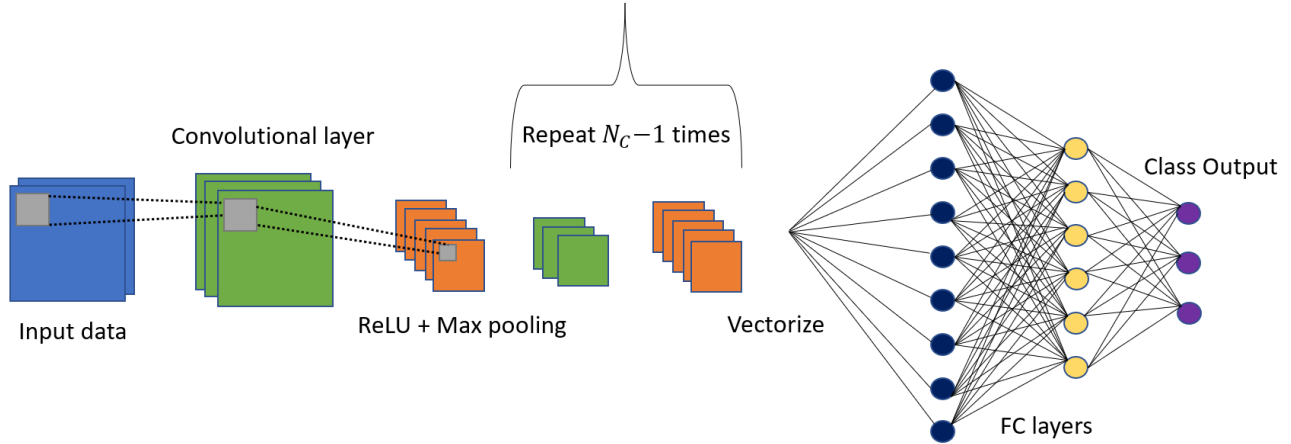 Repeat N_C−1 times
Convolutional layer
Class Output
Input data
ReLU + Max pooling
Vectorize
FC layers